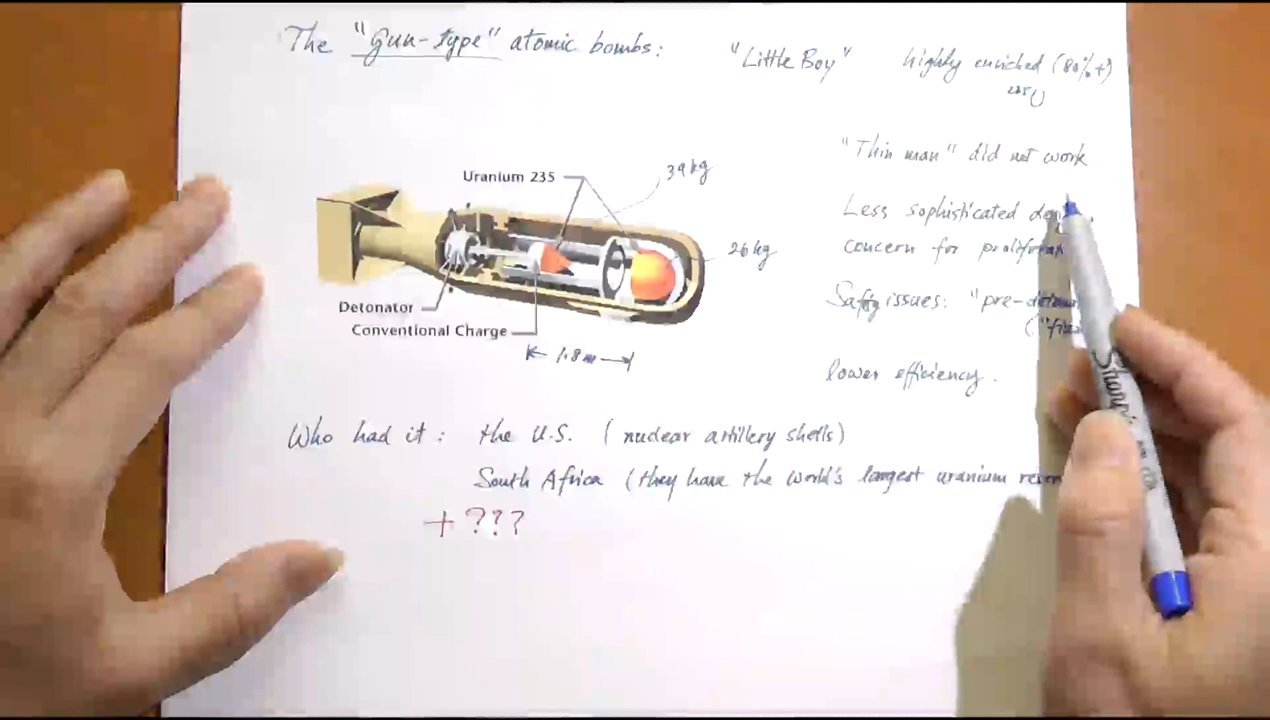 The "gun-type" atomic bombs:
"Little Boy"
highly enriched (80%+)
235U
"Thin man" did not work
Less sophisticated
concern for
issues: "pre-
lower efficiency.
Uranium 235
39 kg
26 kg
Detonator
Conventional Charge
1.8 m
Who had it: the U.S. (nuclear artillery shells)
South Africa (they have the world's largest uranium
+ ???
Sharpie